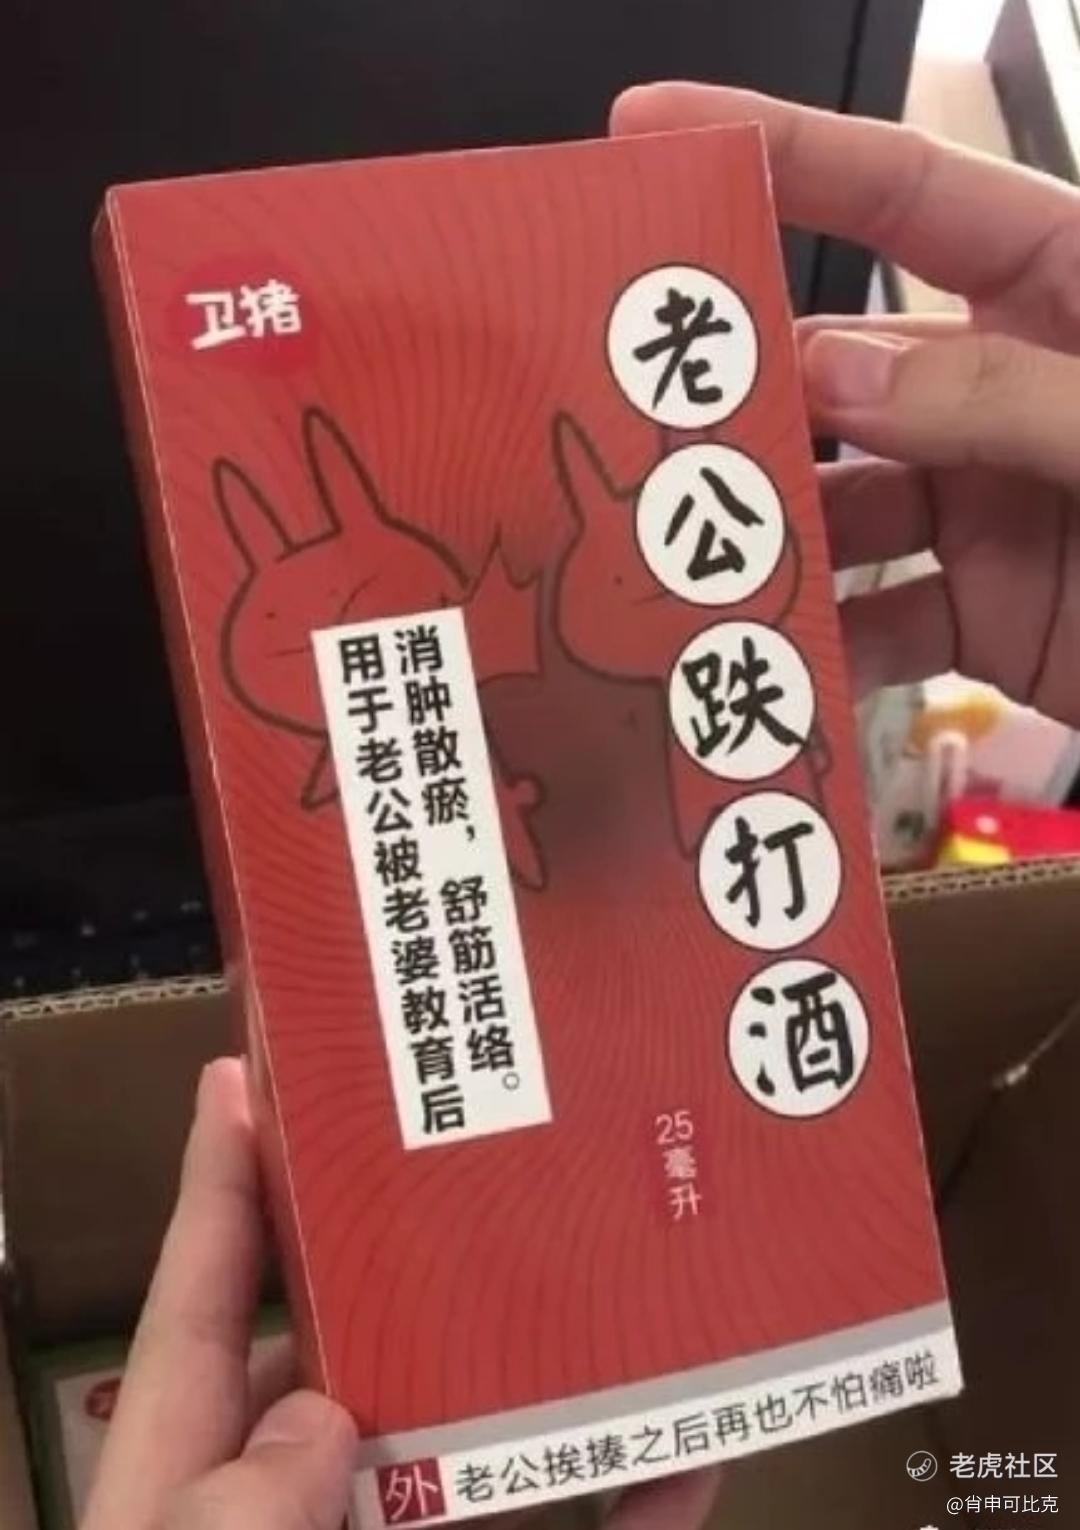 卫猪
老公跌打酒
消肿散瘀，舒筋活络。
用于老公被老婆教育后
25毫升
外 老公挨揍之后再也不怕痛啦
老虎社区
@肖申可比克